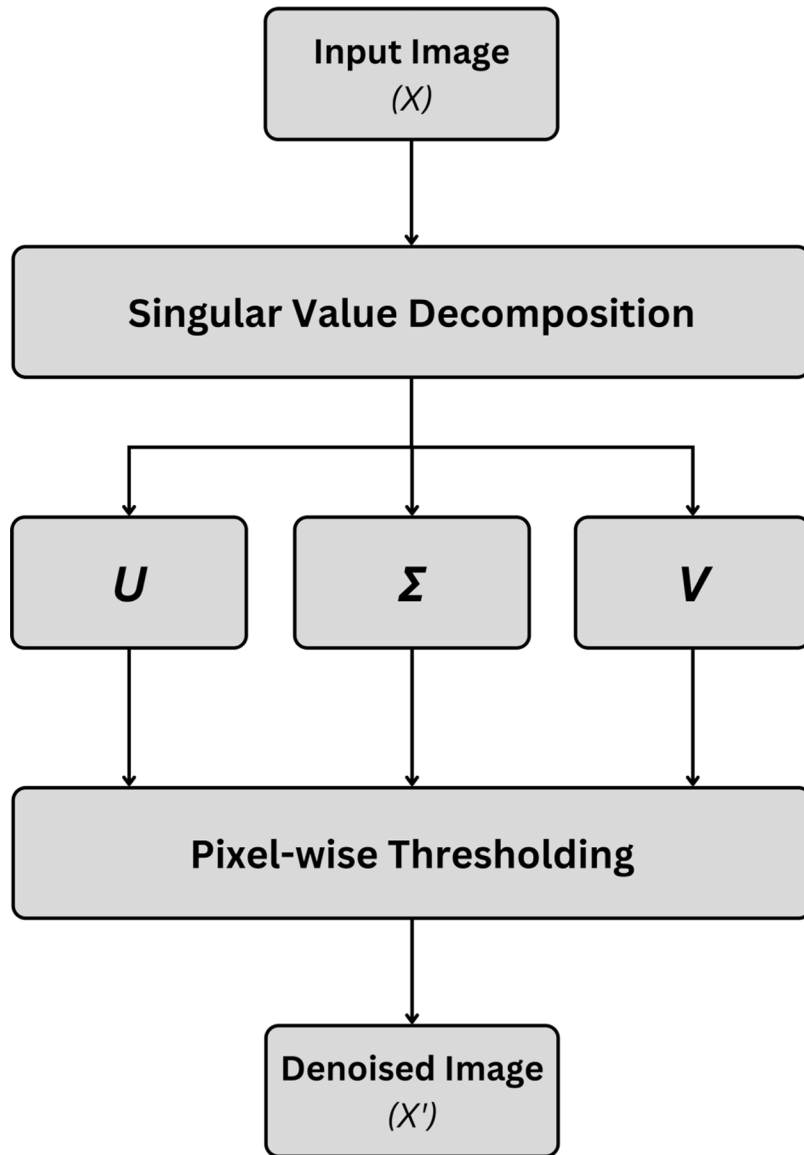 Input Image
(X)
Singular Value Decomposition
U
Σ
V
Pixel-wise Thresholding
Denoised Image
(X')